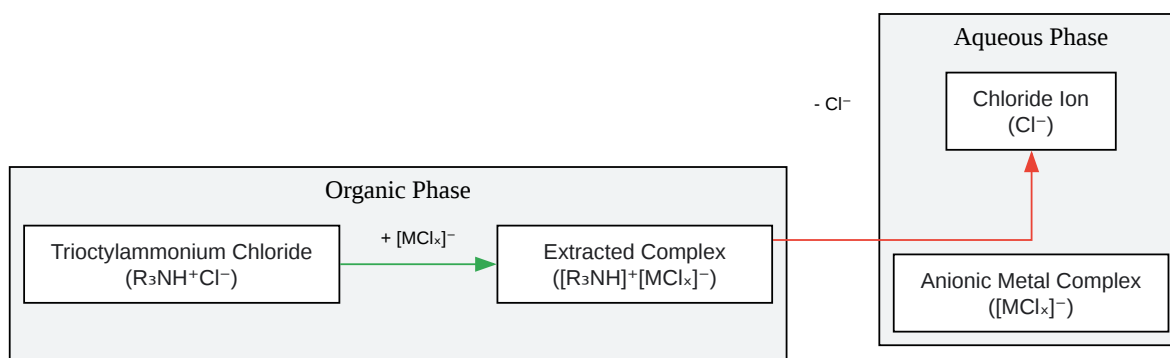 Aqueous Phase
Chloride Ion
(Cl⁻)
- Cl⁻
Organic Phase
Trioctylammonium Chloride
(R₃NH⁺Cl⁻)
+ [MClₓ]⁻
Extracted Complex
([R₃NH]⁺[MClₓ]⁻)
Anionic Metal Complex
([MClₓ]⁻)